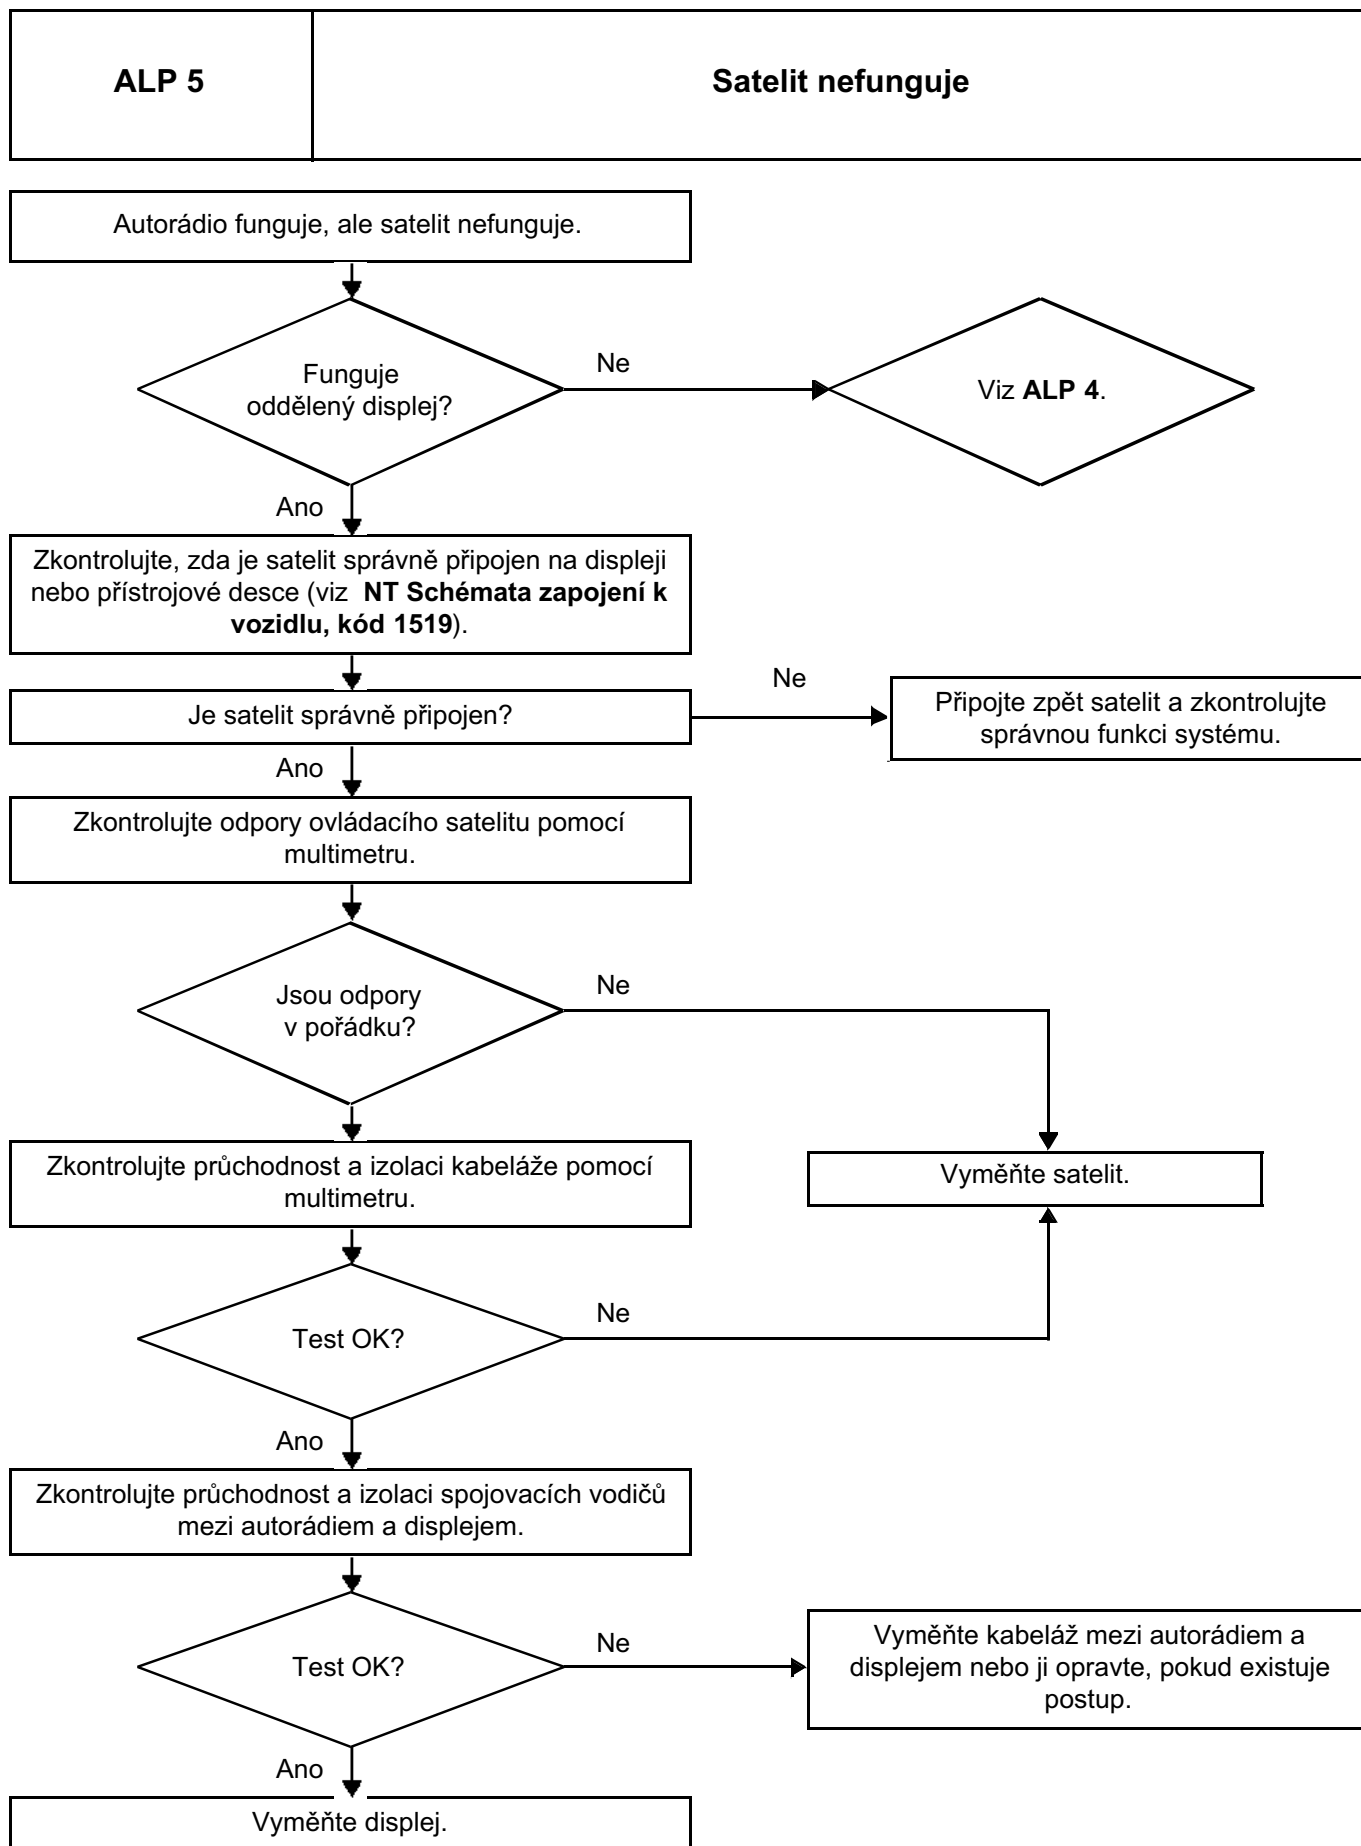 ALP 5
Satelit nefunguje
Autorádio funguje, ale satelit nefunguje.
Funguje
oddělený displej?
Ne
Viz ALP 4.
Ano
Zkontrolujte, zda je satelit správně připojen na displeji
nebo přístrojové desce (viz NT Schémata zapojení k
vozidlu, kód 1519).
Je satelit správně připojen?
Ne
Připojte zpět satelit a zkontrolujte
správnou funkci systému.
Ano
Zkontrolujte odpory ovládacího satelitu pomocí
multimetru.
Jsou odpory
v pořádku?
Ne
Zkontrolujte průchodnost a izolaci kabeláže pomocí
multimetru.
Vyměňte satelit.
Test OK?
Ne
Ano
Zkontrolujte průchodnost a izolaci spojovacích vodičů
mezi autorádiem a displejem.
Test OK?
Ne
Vyměňte kabeláž mezi autorádiem a
displejem nebo ji opravte, pokud existuje
postup.
Ano
Vyměňte displej.